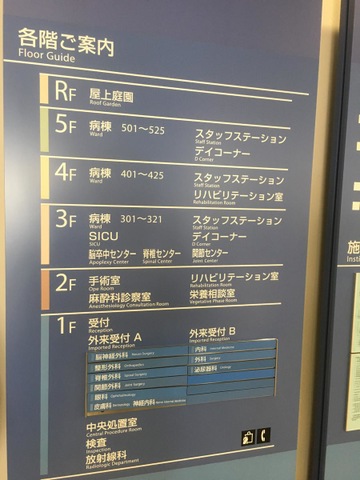 各階ご案内
Floor Guide
RF 屋上庭園
Roof Garden
5F 病棟 501～525 スタッフステーション
Ward Staff Station
デイコーナー
D Corner
4F 病棟 401～425 スタッフステーション
Ward Staff Station
リハビリテーション室
Rehabilitation Room
3F 病棟 301～321 スタッフステーション
Ward Staff Station
SICU デイコーナー
SICU D Corner
脳卒中センター 脊椎センター 関節センター
Apoplexy Center Spinal Center Joint Center
2F 手術室 リハビリテーション室
Ope Room Rehabilitation Room
麻酔科診察室 栄養相談室
Anesthesiology Consultation Room Vegetative Phase Room
1F 受付
Reception
外来受付 A 外来受付 B
Imported Reception Imported Reception
脳神経外科 内科
整形外科 Orthopedics 外科
脊椎外科 Spinal Surgery 泌尿器科 Urology
関節外科 Joint Surgery
眼科 Ophthalmology
皮膚科 神経内科
中央処置室
Central Procedure Room
検査
Inspection
放射線科
Radiologic Department
施
Insti